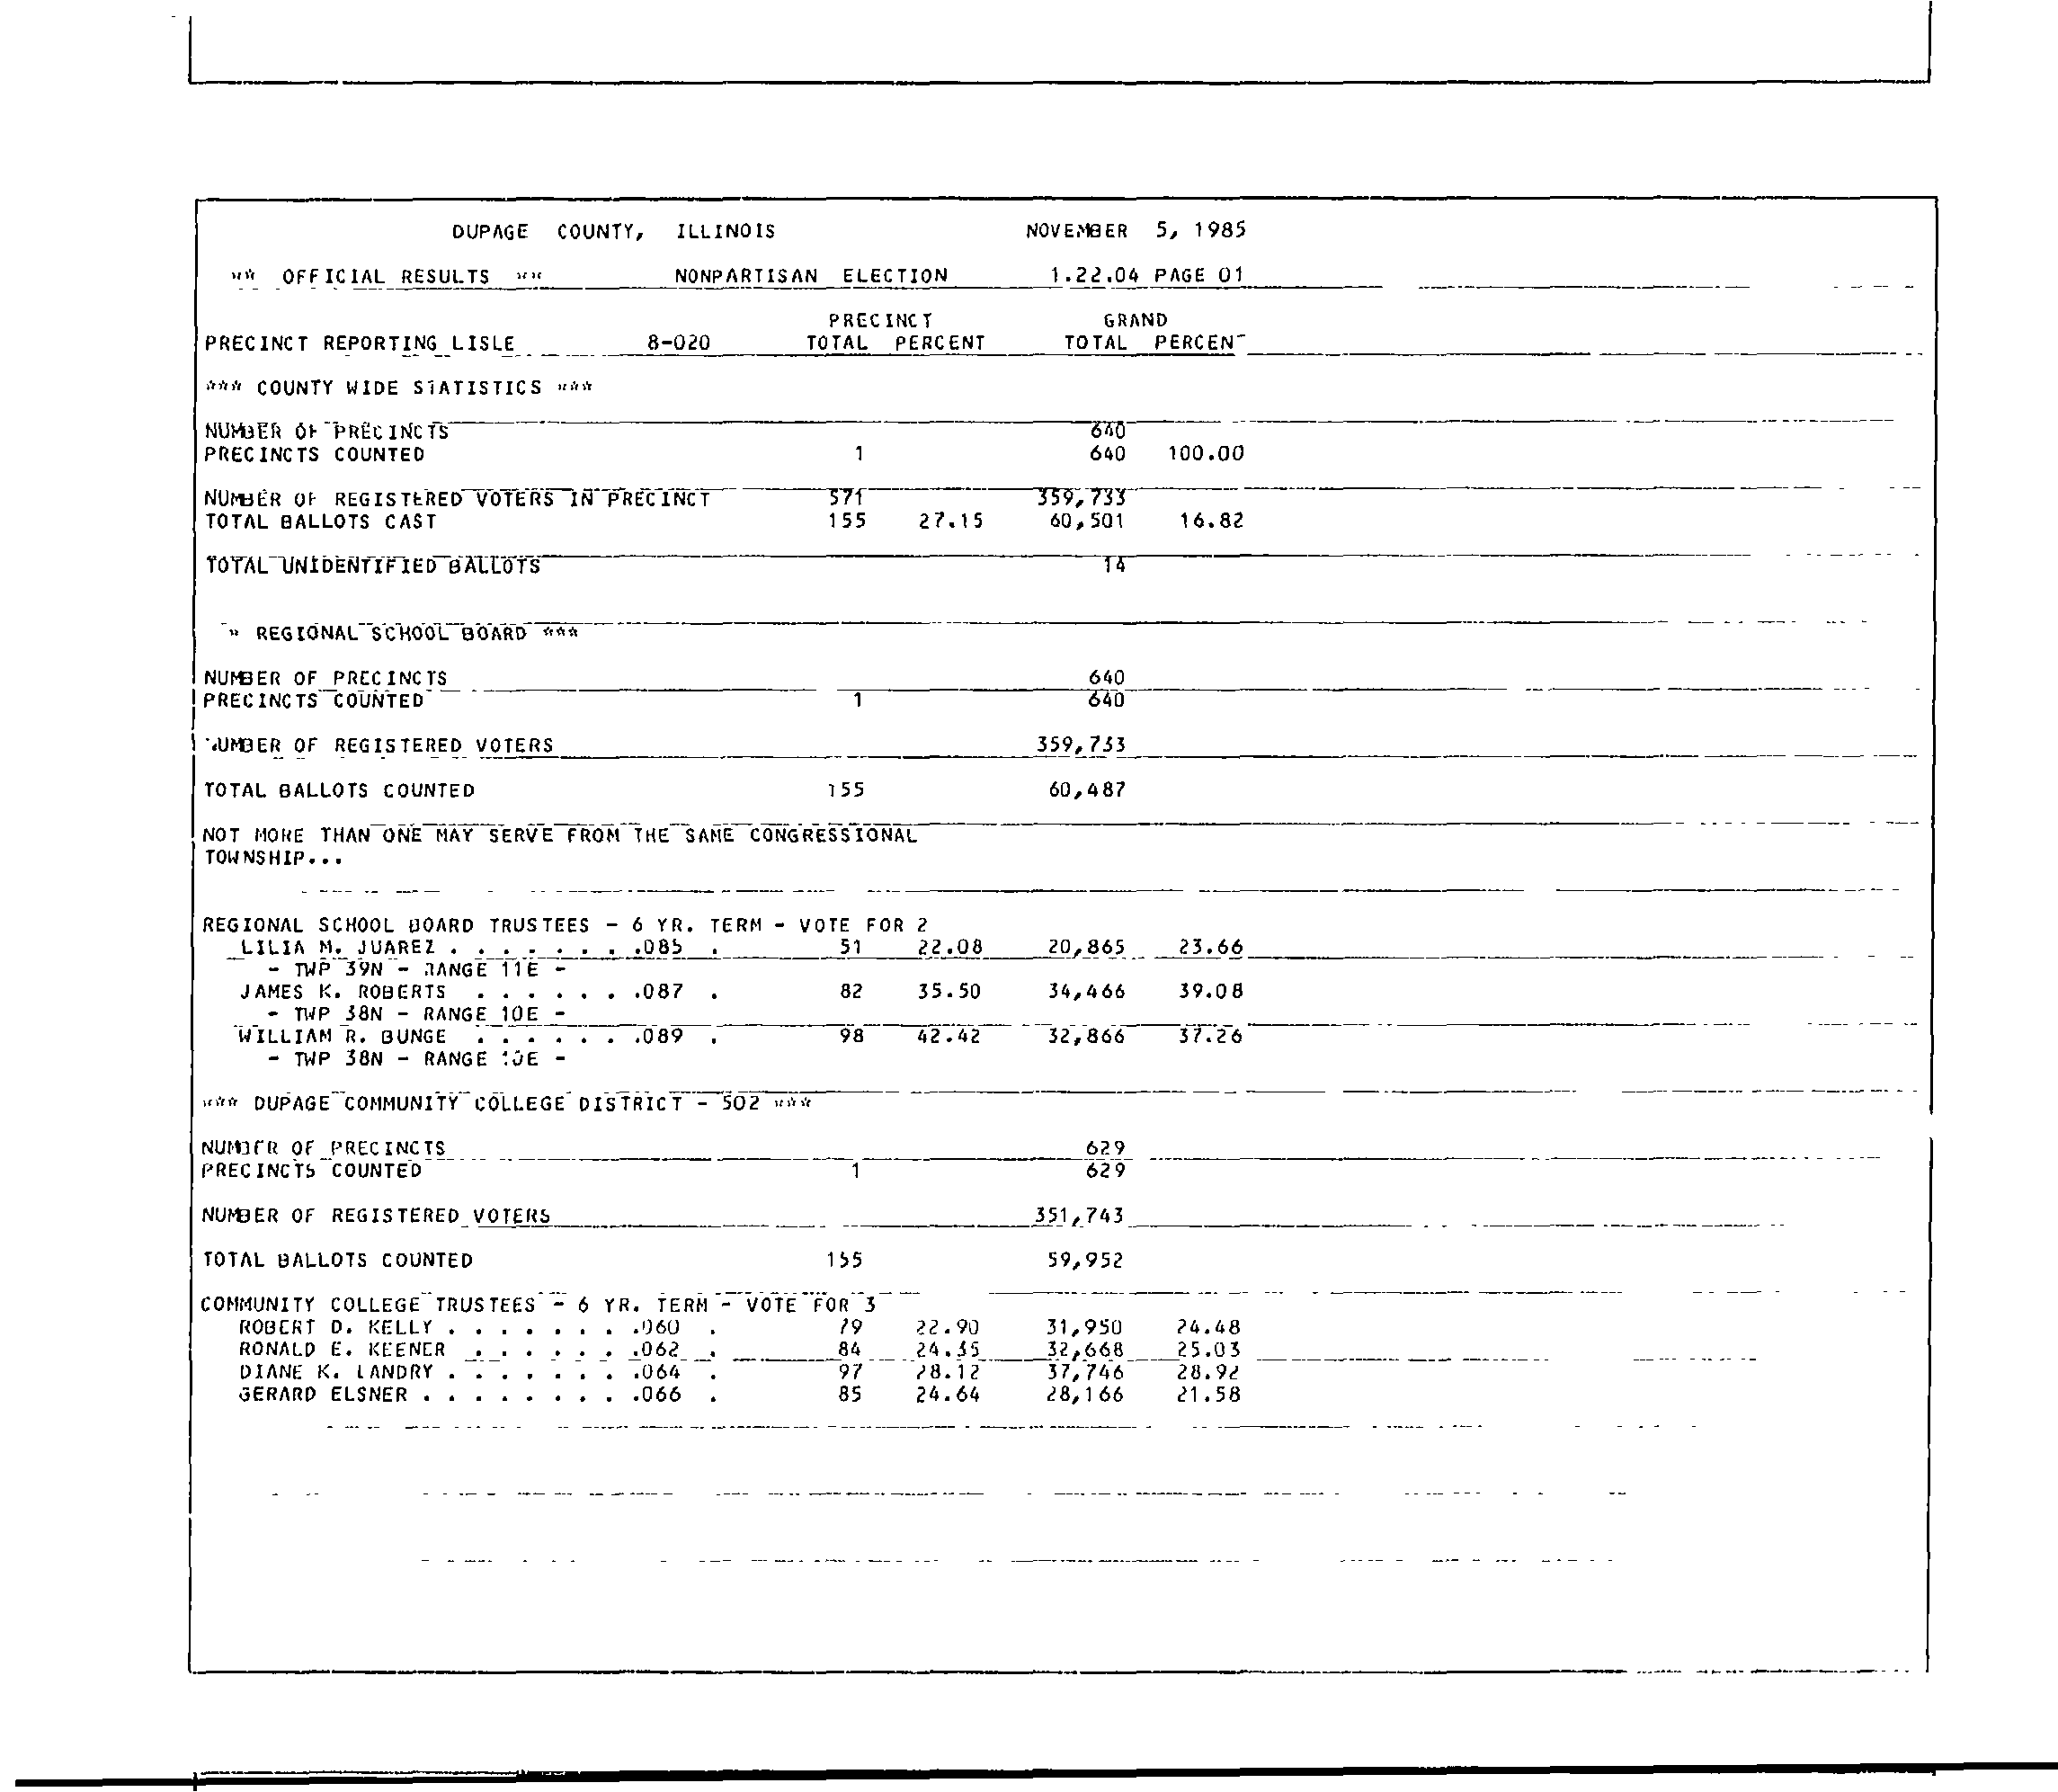 DUPAGE COUNTY, ILLINOIS NOVEMBER 5, 1985
** OFFICIAL RESULTS ** NONPARTISAN ELECTION 1.22.04 PAGE 01
PRECINCT GRAND
PRECINCT REPORTING LISLE 8-020 TOTAL PERCENT TOTAL PERCENT
*** COUNTY WIDE STATISTICS ***
NUMBER OF PRECINCTS 640
PRECINCTS COUNTED 1 640 100.00
NUMBER OF REGISTERED VOTERS IN PRECINCT 571 359,733
TOTAL BALLOTS CAST 155 27.15 60,501 16.82
TOTAL UNIDENTIFIED BALLOTS 14
* REGIONAL SCHOOL BOARD ***
NUMBER OF PRECINCTS 640
PRECINCTS COUNTED 1 640
NUMBER OF REGISTERED VOTERS 359,733
TOTAL BALLOTS COUNTED 155 60,487
NOT MORE THAN ONE MAY SERVE FROM THE SAME CONGRESSIONAL
TOWNSHIP...
REGIONAL SCHOOL BOARD TRUSTEES - 6 YR. TERM - VOTE FOR 2
LILIA M. JUAREZ . . . . . . . .085 . 51 22.08 20,865 23.66
- TWP 39N - RANGE 11E -
JAMES K. ROBERTS . . . . . . .087 . 82 35.50 34,466 39.08
- TWP 38N - RANGE 10E -
WILLIAM R. BUNGE . . . . . . .089 . 98 42.42 32,866 37.26
- TWP 38N - RANGE 10E -
*** DUPAGE COMMUNITY COLLEGE DISTRICT - 502 ***
NUMBER OF PRECINCTS 629
PRECINCTS COUNTED 1 629
NUMBER OF REGISTERED VOTERS 351,743
TOTAL BALLOTS COUNTED 155 59,952
COMMUNITY COLLEGE TRUSTEES - 6 YR. TERM - VOTE FOR 3
ROBERT D. KELLY . . . . . . . .060 . 79 22.90 31,950 24.48
RONALD E. KEENER . . . . . . .062 . 84 24.35 32,668 25.03
DIANE K. LANDRY . . . . . . . .064 . 97 28.12 37,746 28.92
GERARD ELSNER . . . . . . . . .066 . 85 24.64 28,166 21.58